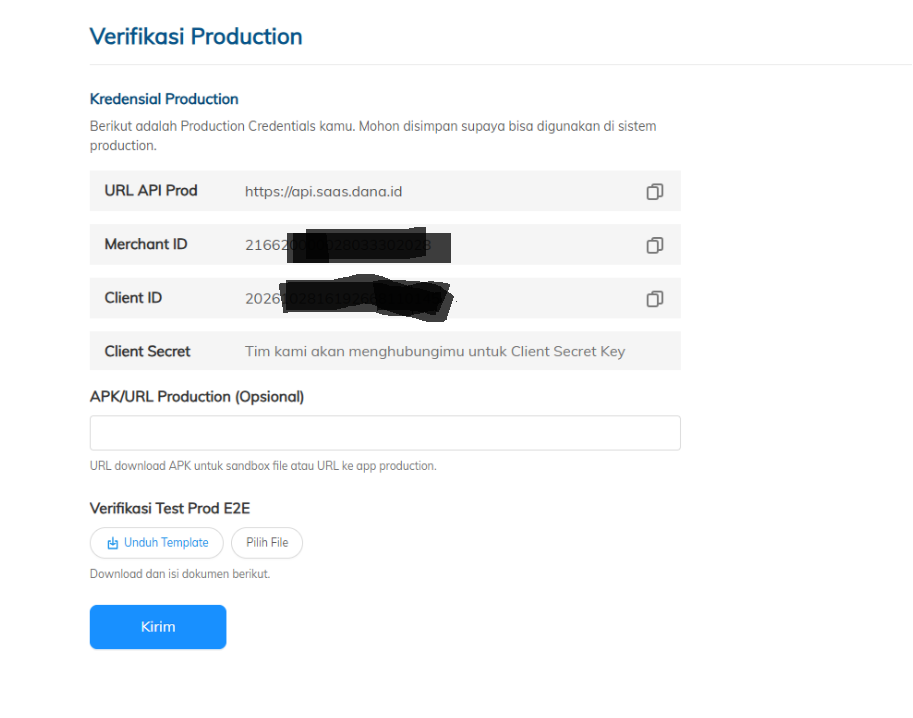 Verifikasi Production
Kredensial Production
Berikut adalah Production Credentials kamu. Mohon disimpan supaya bisa digunakan di sistem
production.
URL API Prod https://api.saas.dana.id
Merchant ID
Client ID
Client Secret Tim kami akan menghubungimu untuk Client Secret Key
APK/URL Production (Opsional)
URL download APK untuk sandbox file atau URL ke app production.
Verifikasi Test Prod E2E
Unduh Template Pilih File
Download dan isi dokumen berikut.
Kirim